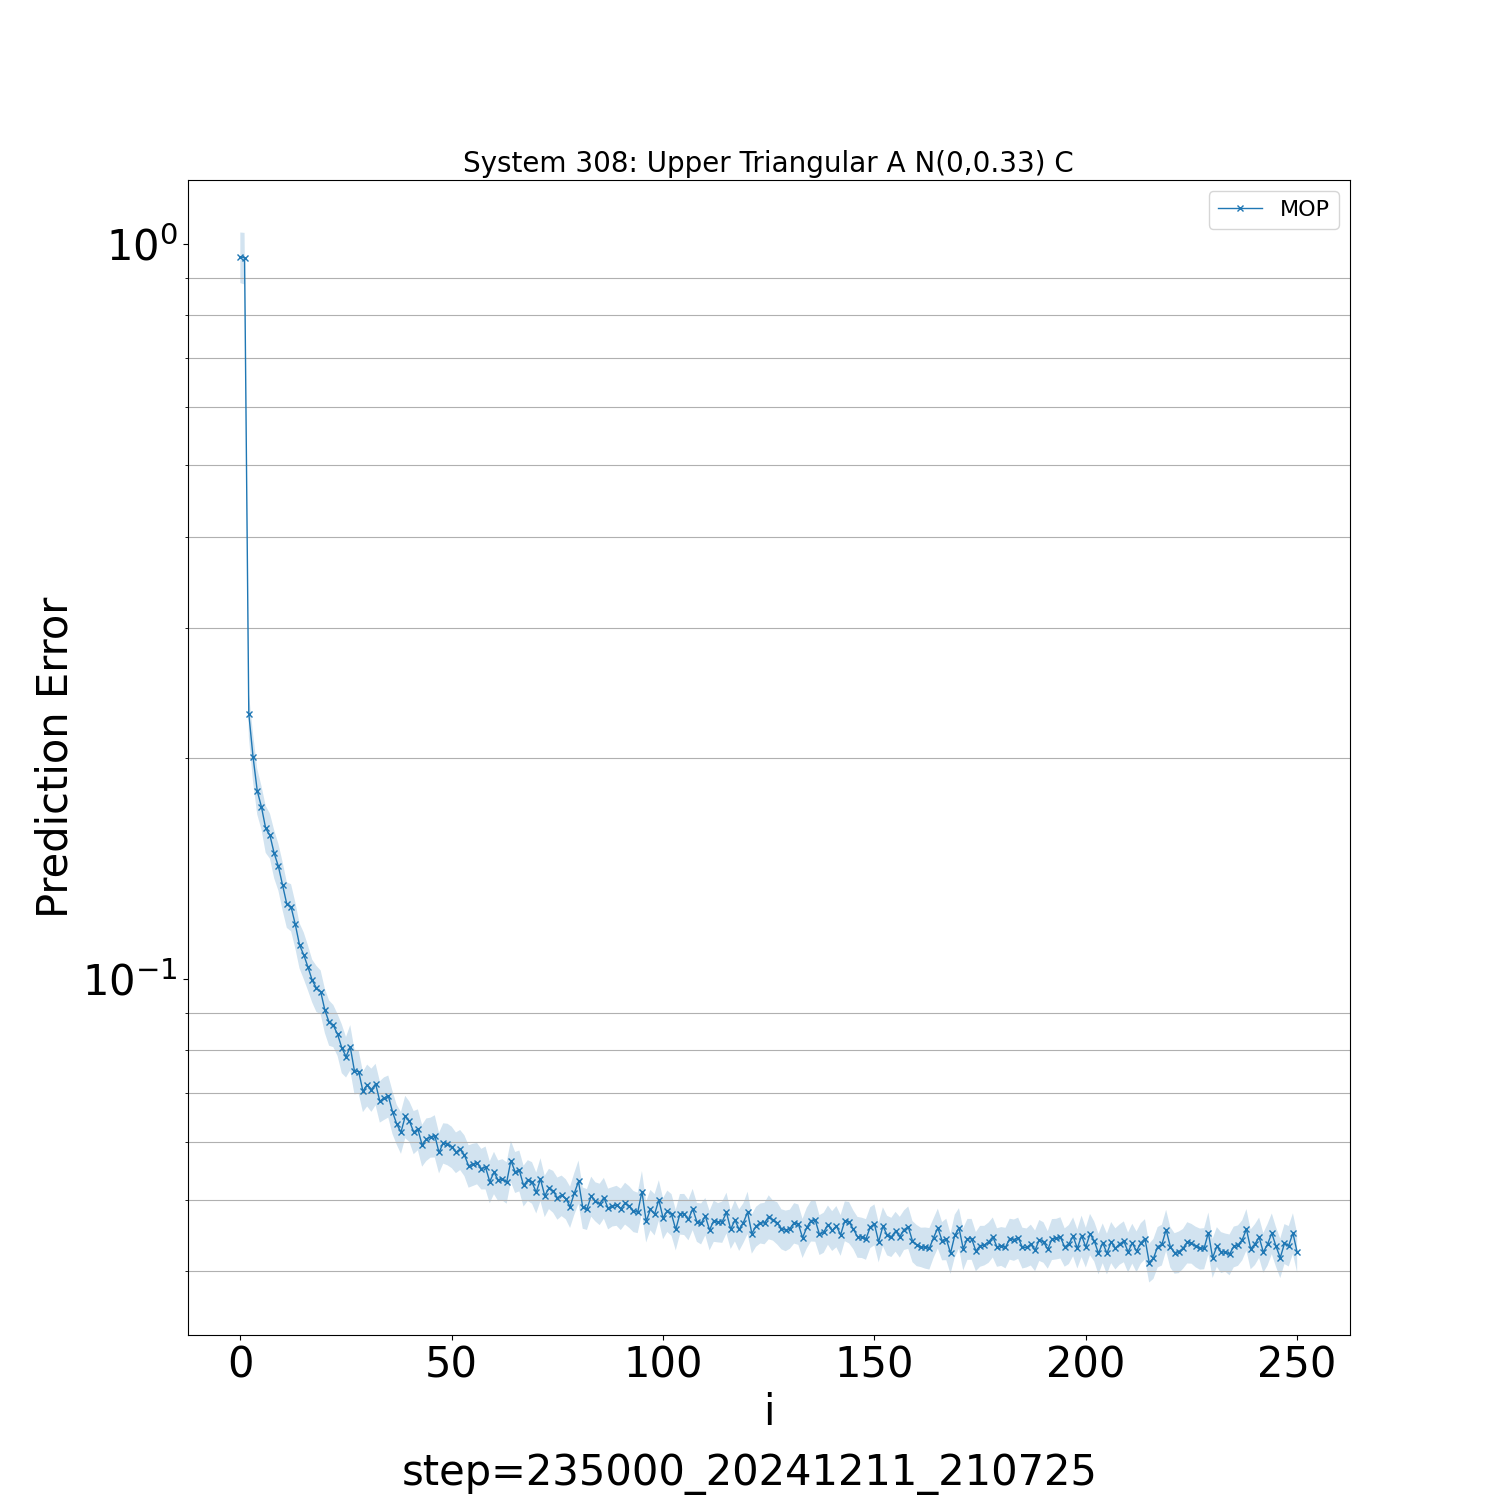 System 308: Upper Triangular A N(0,0.33) C
MOP
10⁰
10⁻¹
Prediction Error
0 50 100 150 200 250
i
step=235000_20241211_210725